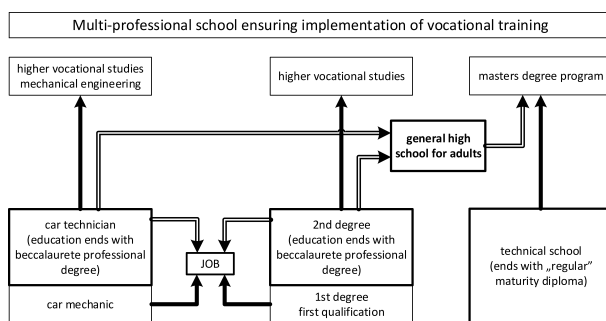 Multi-professional school ensuring implementation of vocational training
higher vocational studies
mechanical engineering
higher vocational studies
masters degree program
general high
school for adults
car technician
(education ends with
beccalaurete professional
degree)
JOB
2nd degree
(education ends with
beccalaurete professional
degree)
technical school
(ends with „regular”
maturity diploma)
car mechanic
1st degree
first qualification